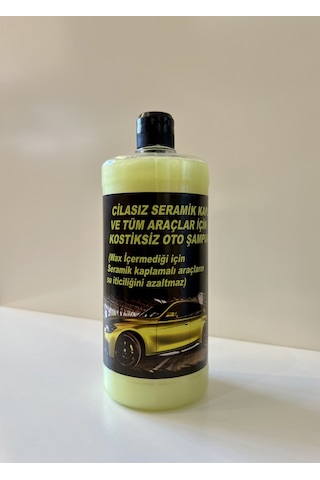 CİLASIZ SERAMİK KAP
VE TÜM ARAÇLAR İÇİN
KOSTİKSİZ OTO ŞAMPU
(Wax İçermediği için
Seramik kaplamalı araçların
su iticiliğini azaltmaz)